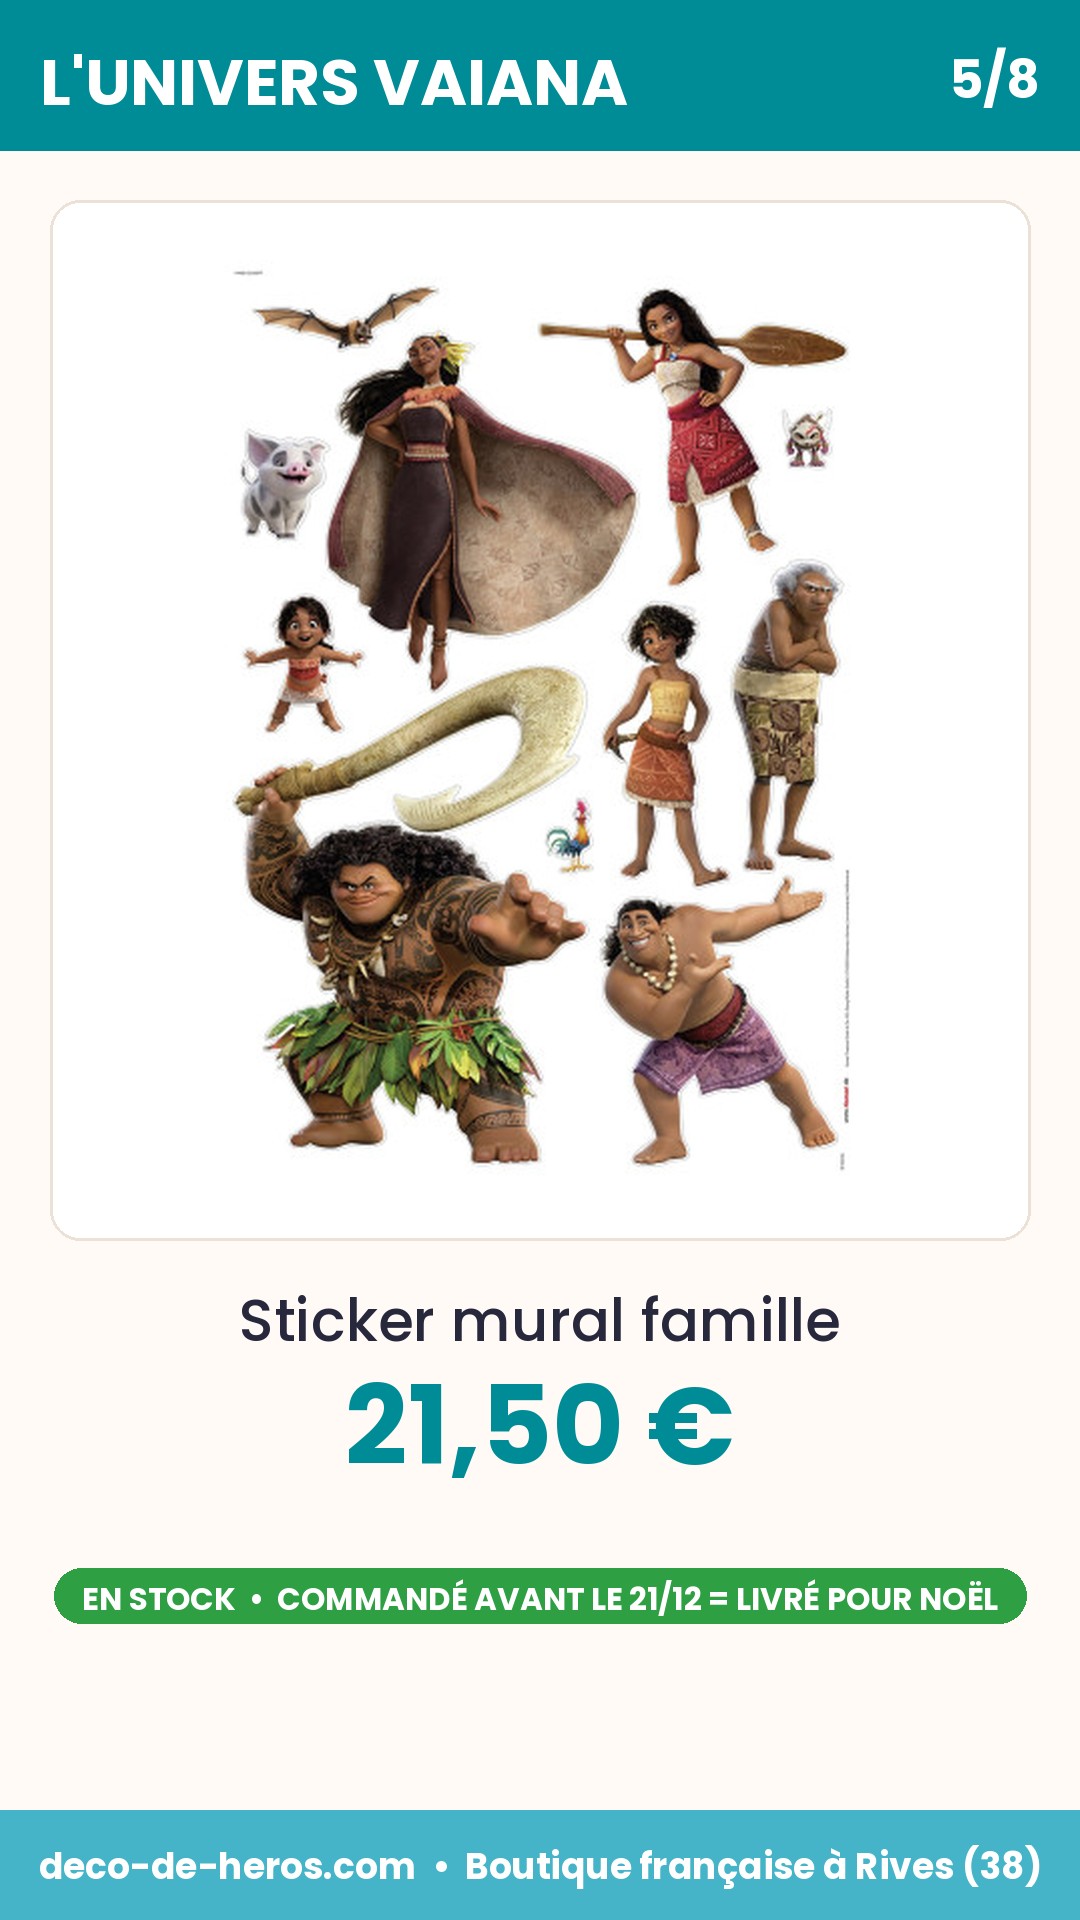 L'UNIVERS VAIANA
5/8
Sticker mural famille
21,50 €
EN STOCK • COMMANDÉ AVANT LE 21/12 = LIVRÉ POUR NOËL
deco-de-heros.com • Boutique française à Rives (38)